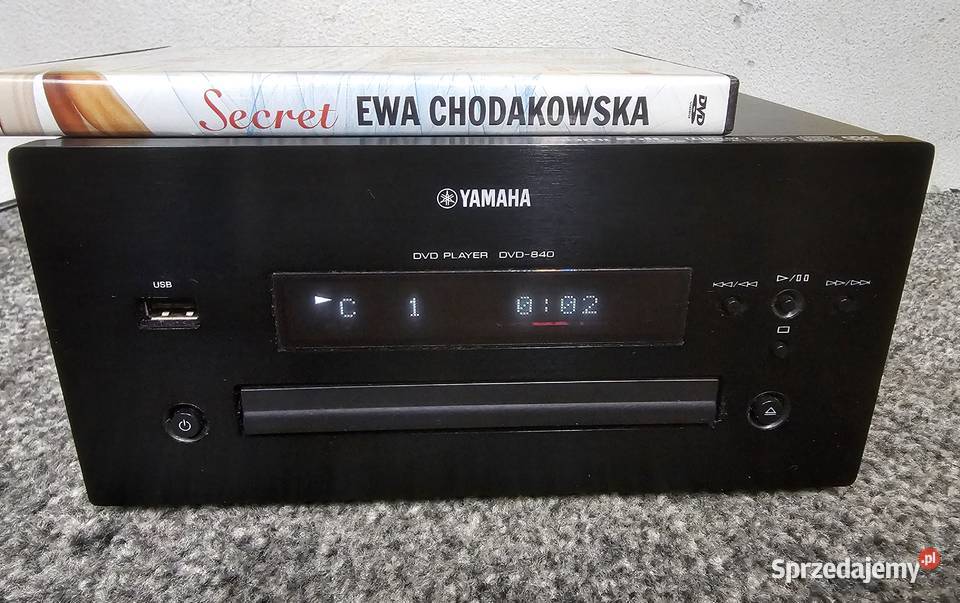 Secret EWA CHODAKOWSKA DVD
YAMAHA
DVD PLAYER DVD-840
USB
C 1 0:02
Sprzedajemy.pl